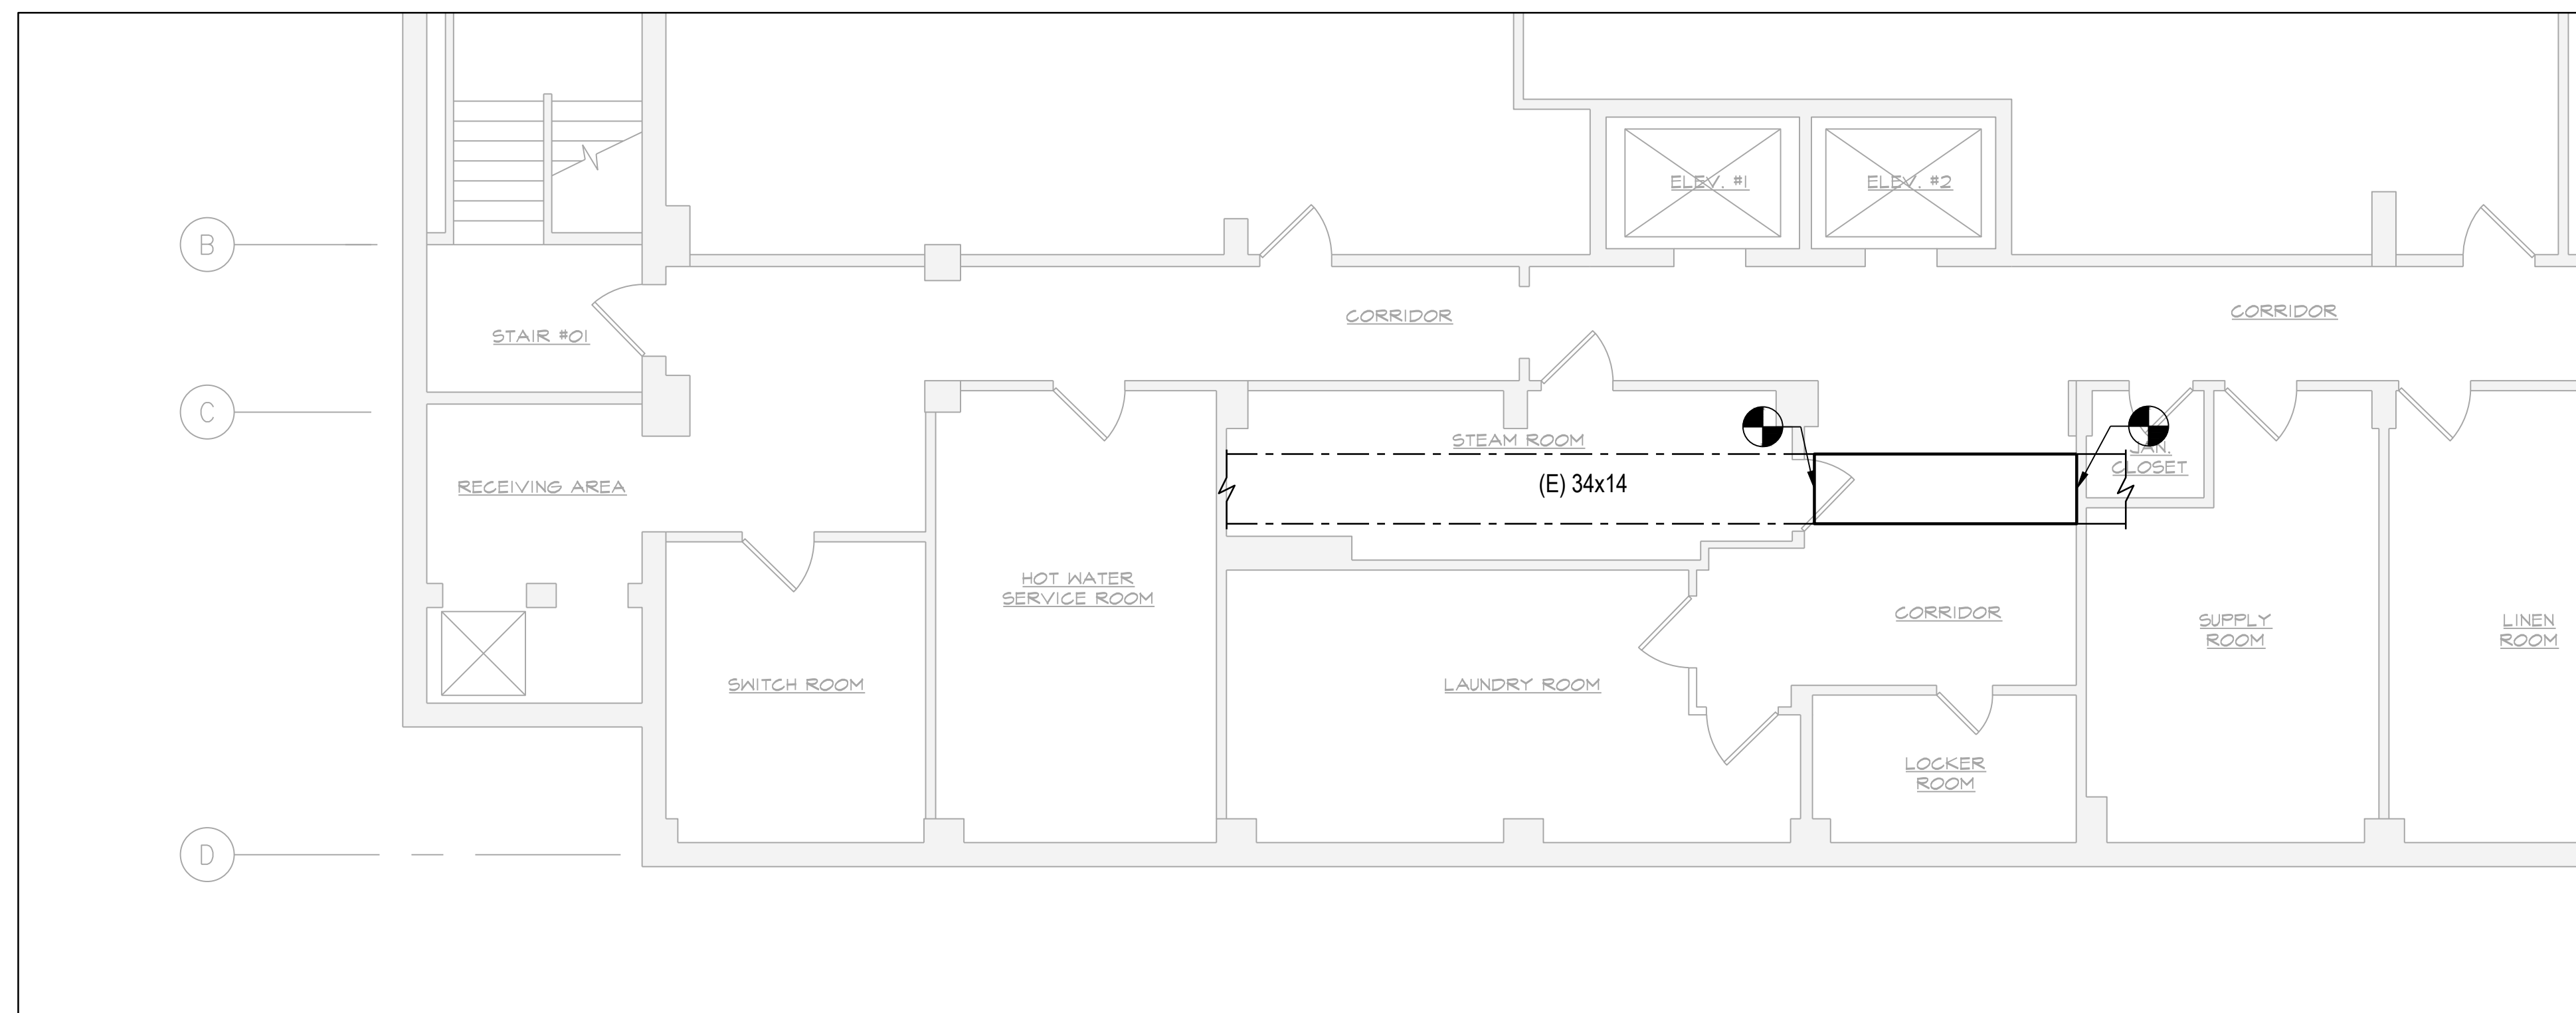 ELEV. #1
ELEV. #2
B
CORRIDOR
CORRIDOR
STAIR #01
C
STEAM ROOM
JAN.
CLOSET
(E) 34x14
RECEIVING AREA
HOT WATER
SERVICE ROOM
CORRIDOR
SUPPLY
ROOM
LINEN
ROOM
SWITCH ROOM
LAUNDRY ROOM
LOCKER
ROOM
D